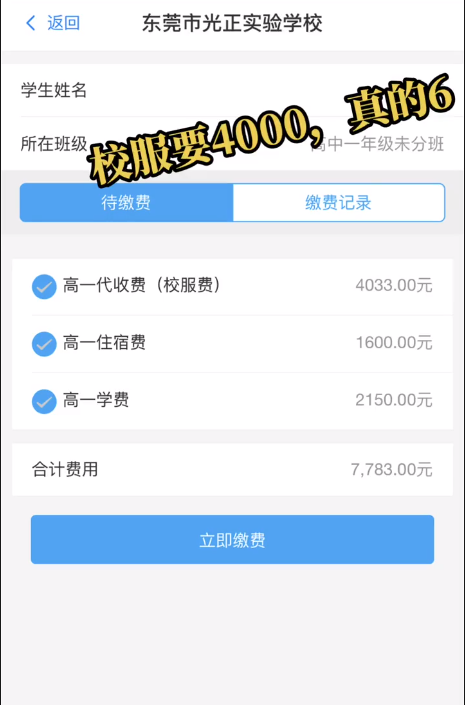 返回
东莞市光正实验学校
学生姓名
校服要4000，真的6
所在班级
高中一年级未分班
待缴费
缴费记录
高一代收费（校服费）
4033.00元
高一住宿费
1600.00元
高一学费
2150.00元
合计费用
7,783.00元
立即缴费